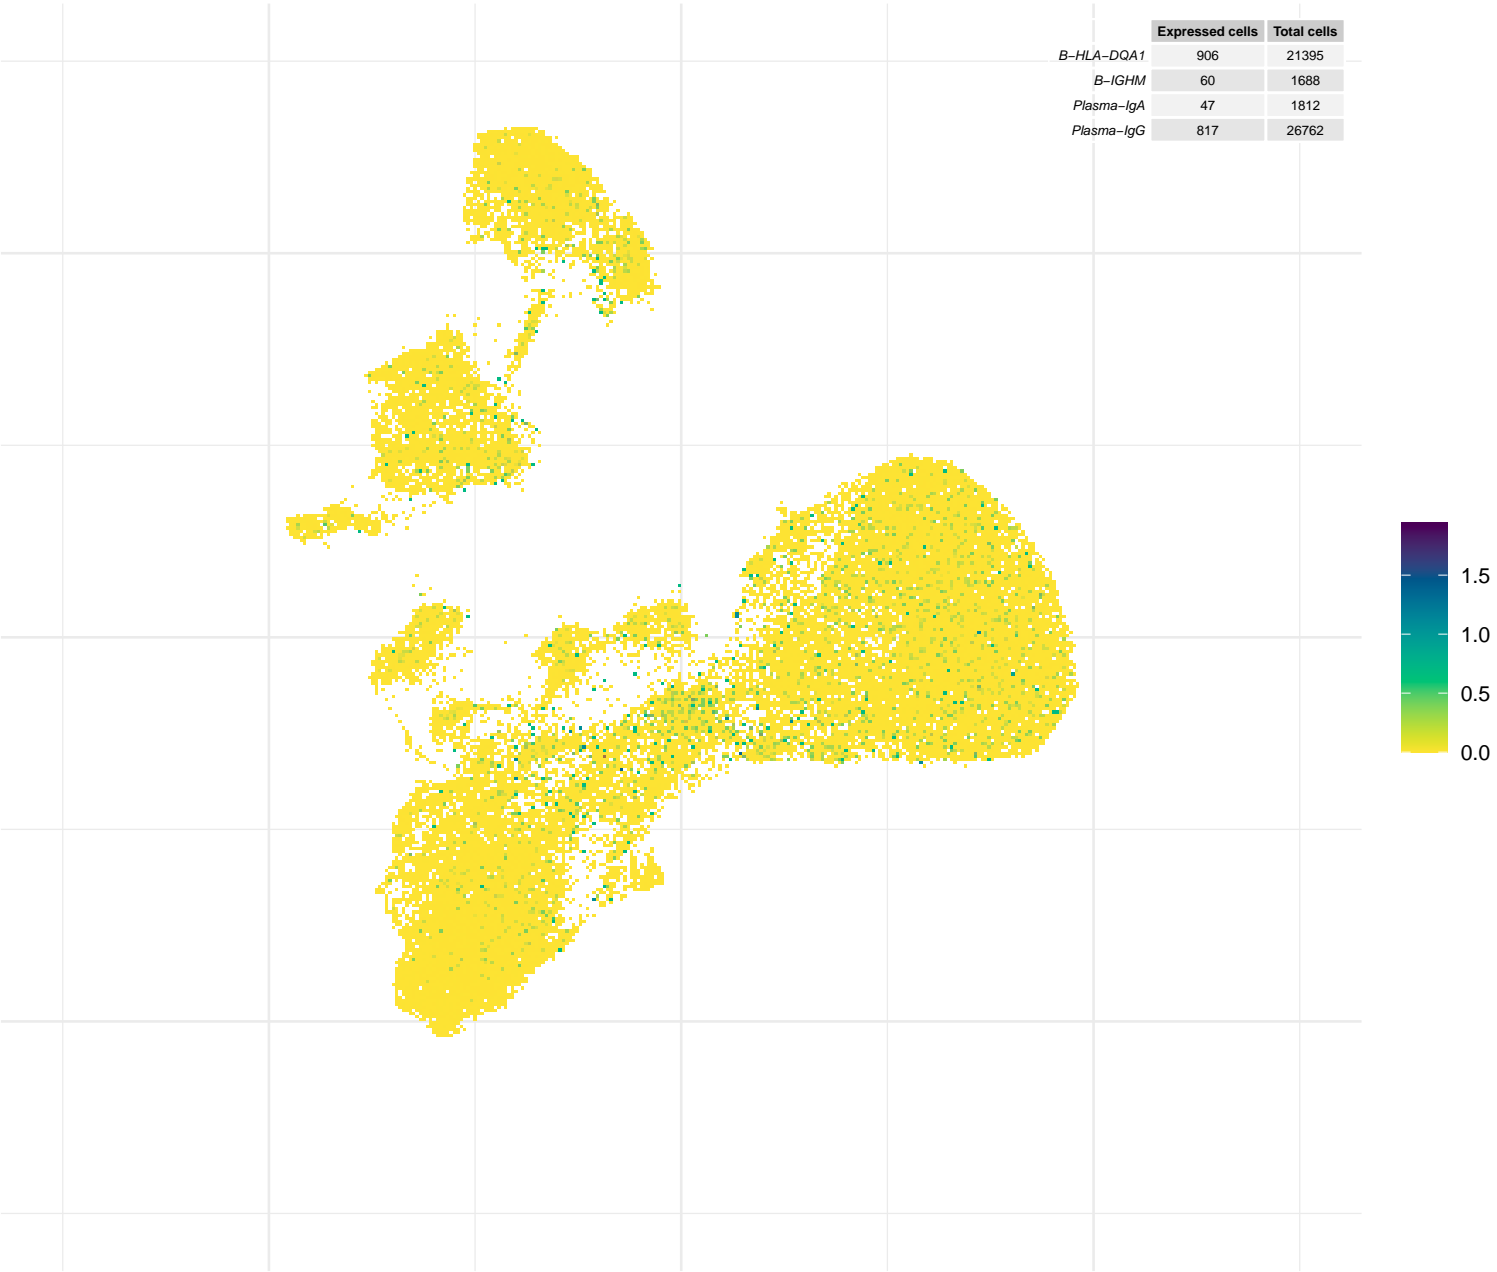 Expressed cells Total cells
B−HLA−DQA1 906 21395
B−IGHM 60 1688
Plasma−IgA 47 1812
Plasma−IgG 817 26762
1.5
1.0
0.5
0.0